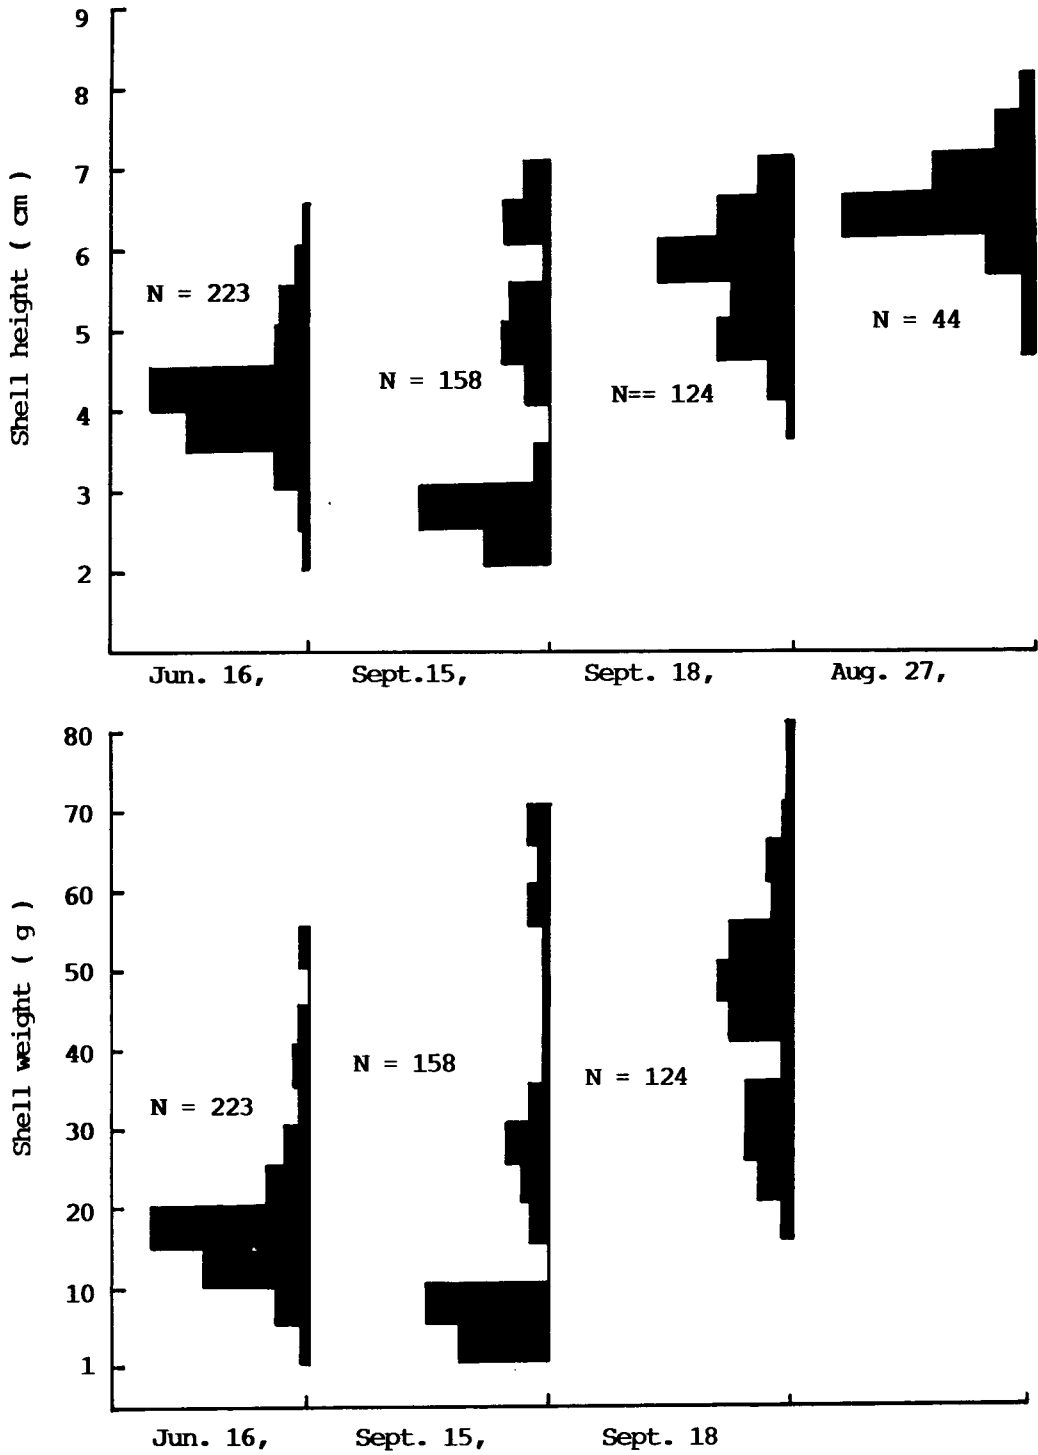 9
8
7
6
5
4
3
2
Shell height ( cm )
N = 223
N = 158
N== 124
N = 44
Jun. 16, Sept.15, Sept. 18, Aug. 27,
80
70
60
50
40
30
20
10
1
Shell weight ( g )
N = 223
N = 158
N = 124
Jun. 16, Sept. 15, Sept. 18